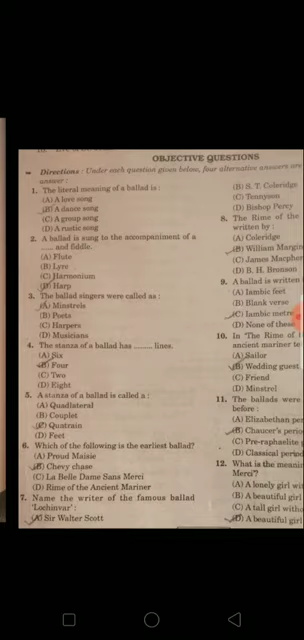 OBJECTIVE QUESTIONS
Directions : Under each question given below, four alternative answers are
answer :
1. The literal meaning of a ballad is :
(A) A love song
(B) A dance song
(C) A group song
(D) A rustic song
2. A ballad is sung to the accompaniment of a
..... and fiddle.
(A) Flute
(B) Lyre
(C) Harmonium
(D) Harp
3. The ballad singers were called as :
(A) Minstrels
(B) Poets
(C) Harpers
(D) Musicians
4. The stanza of a ballad has ........ lines.
(A) Six
(B) Four
(C) Two
(D) Eight
5. A stanza of a ballad is called a :
(A) Quadlateral
(B) Couplet
(C) Quatrain
(D) Feet
6. Which of the following is the earliest ballad?
(A) Proud Maisie
(B) Chevy chase
(C) La Belle Dame Sans Merci
(D) Rime of the Ancient Mariner
7. Name the writer of the famous ballad
'Lochinvar' :
(A) Sir Walter Scott
(B) S. T. Coleridge
(C) Tennyson
(D) Bishop Percy
8. The Rime of the
written by :
(A) Coleridge
(B) William Margin
(C) James Macpher
(D) B. H. Bronson
9. A ballad is written
(A) Iambic feet
(B) Blank verse
(C) Iambic metre
(D) None of these
10. In 'The Rime of
ancient mariner te
(A) Sailor
(B) Wedding guest
(C) Friend
(D) Minstrel
11. The ballads were
before :
(A) Elizabethan per
(B) Chaucer's perio
(C) Pre-raphaelite
(D) Classical period
12. What is the meani
Merci?
(A) A lonely girl wi
(B) A beautiful girl
(C) A tall girl witho
(D) A beautiful girl